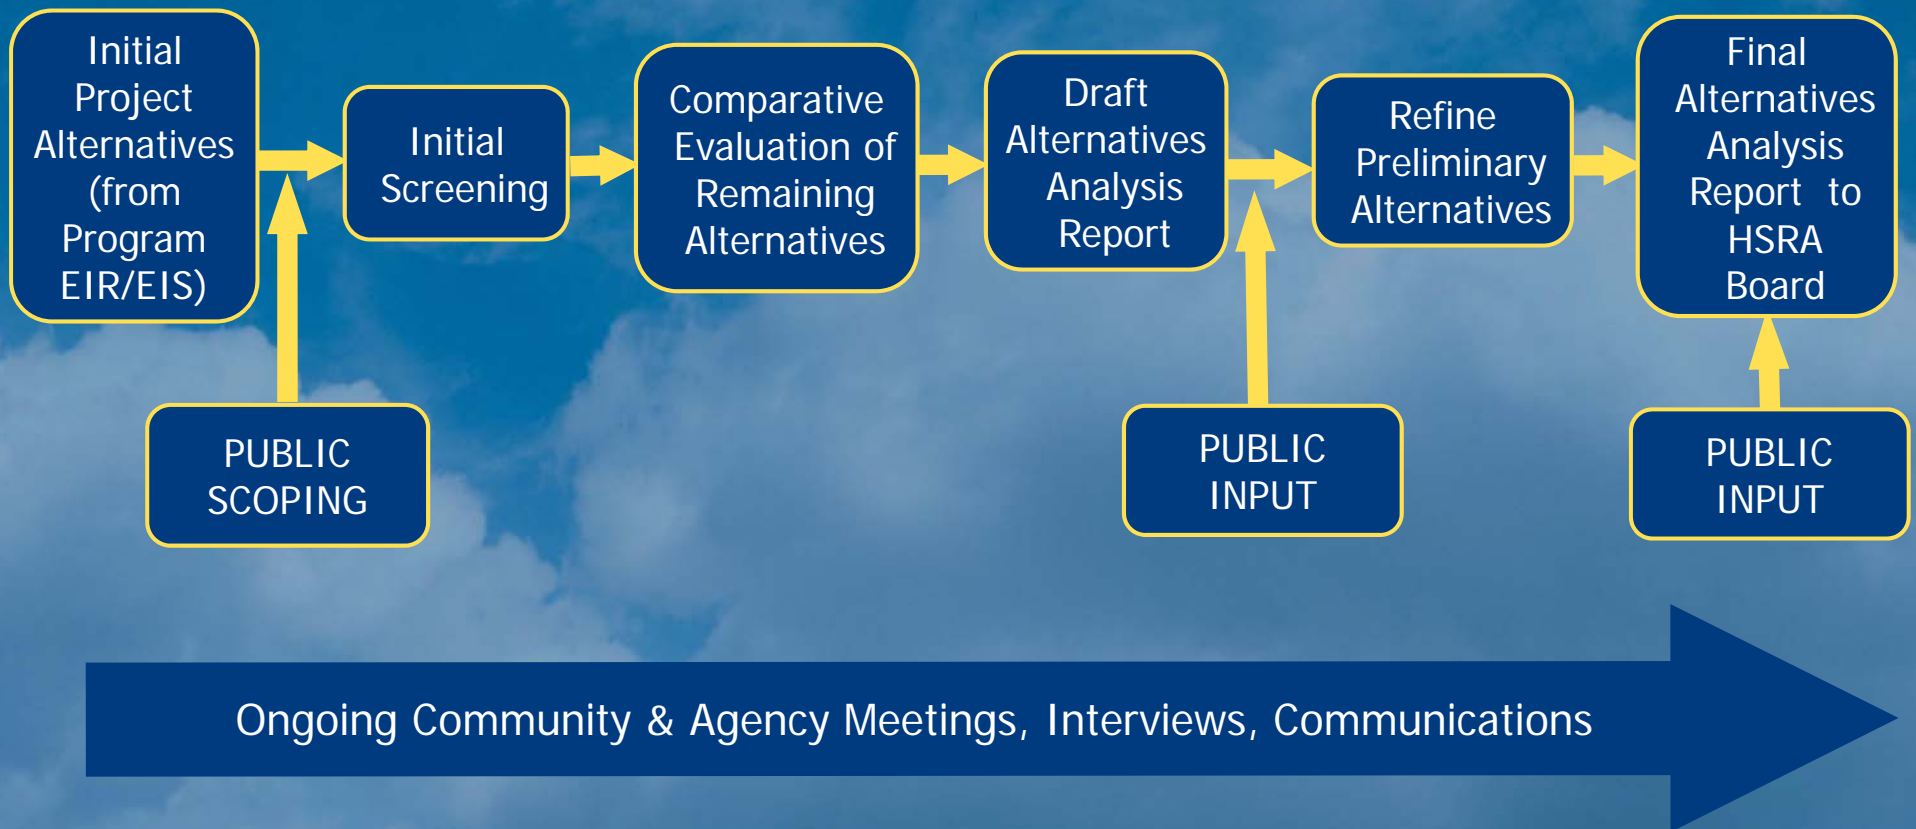 Initial
Project
Alternatives
(from
Program
EIR/EIS)
Initial
Screening
Comparative
Evaluation of
Remaining
Alternatives
Draft
Alternatives
Analysis
Report
Refine
Preliminary
Alternatives
Final
Alternatives
Analysis
Report to
HSRA
Board
PUBLIC
SCOPING
PUBLIC
INPUT
PUBLIC
INPUT
Ongoing Community & Agency Meetings, Interviews, Communications